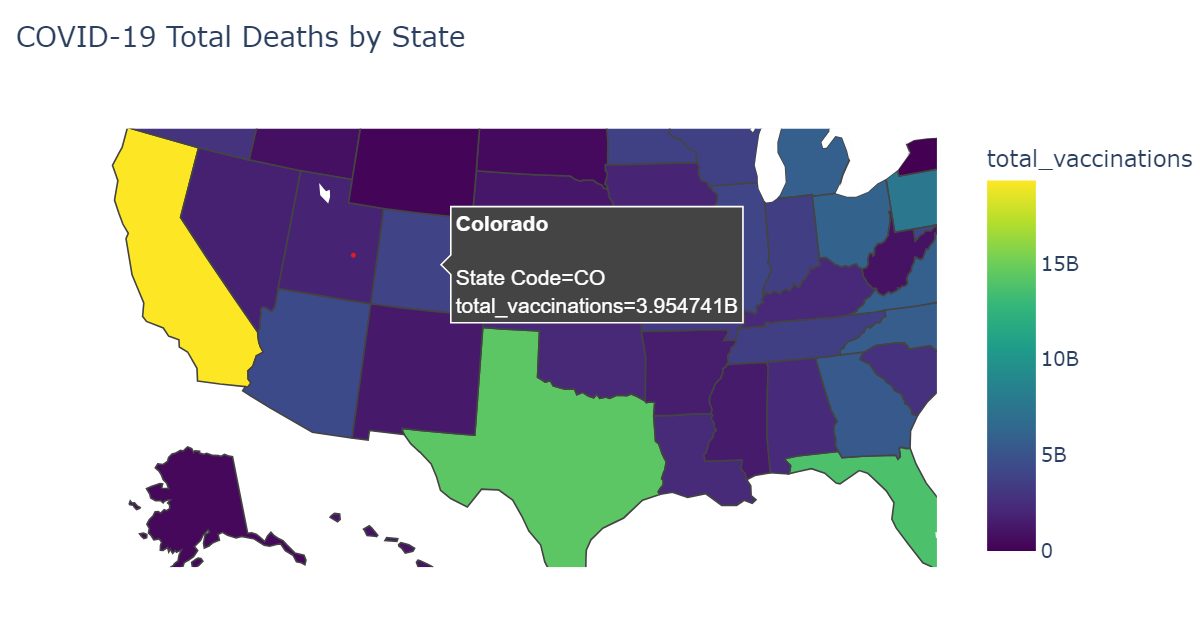 COVID-19 Total Deaths by State
Colorado
State Code=CO
total_vaccinations=3.954741B
total_vaccinations
15B
10B
5B
0